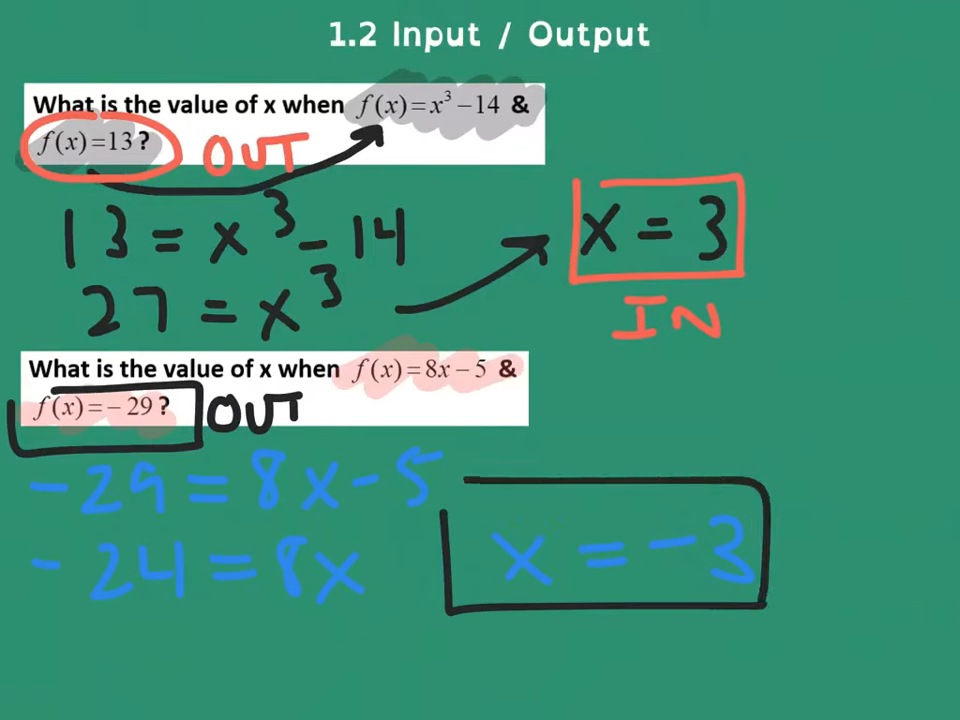 1.2 Input / Output
What is the value of x when f(x)=x³−14 &
f(x)=13? OUT
13 = x³ - 14
27 = x³
x = 3
IN
What is the value of x when f(x)=8x−5 &
f(x)=−29? OUT
-29 = 8x - 5
-24 = 8x
x = -3